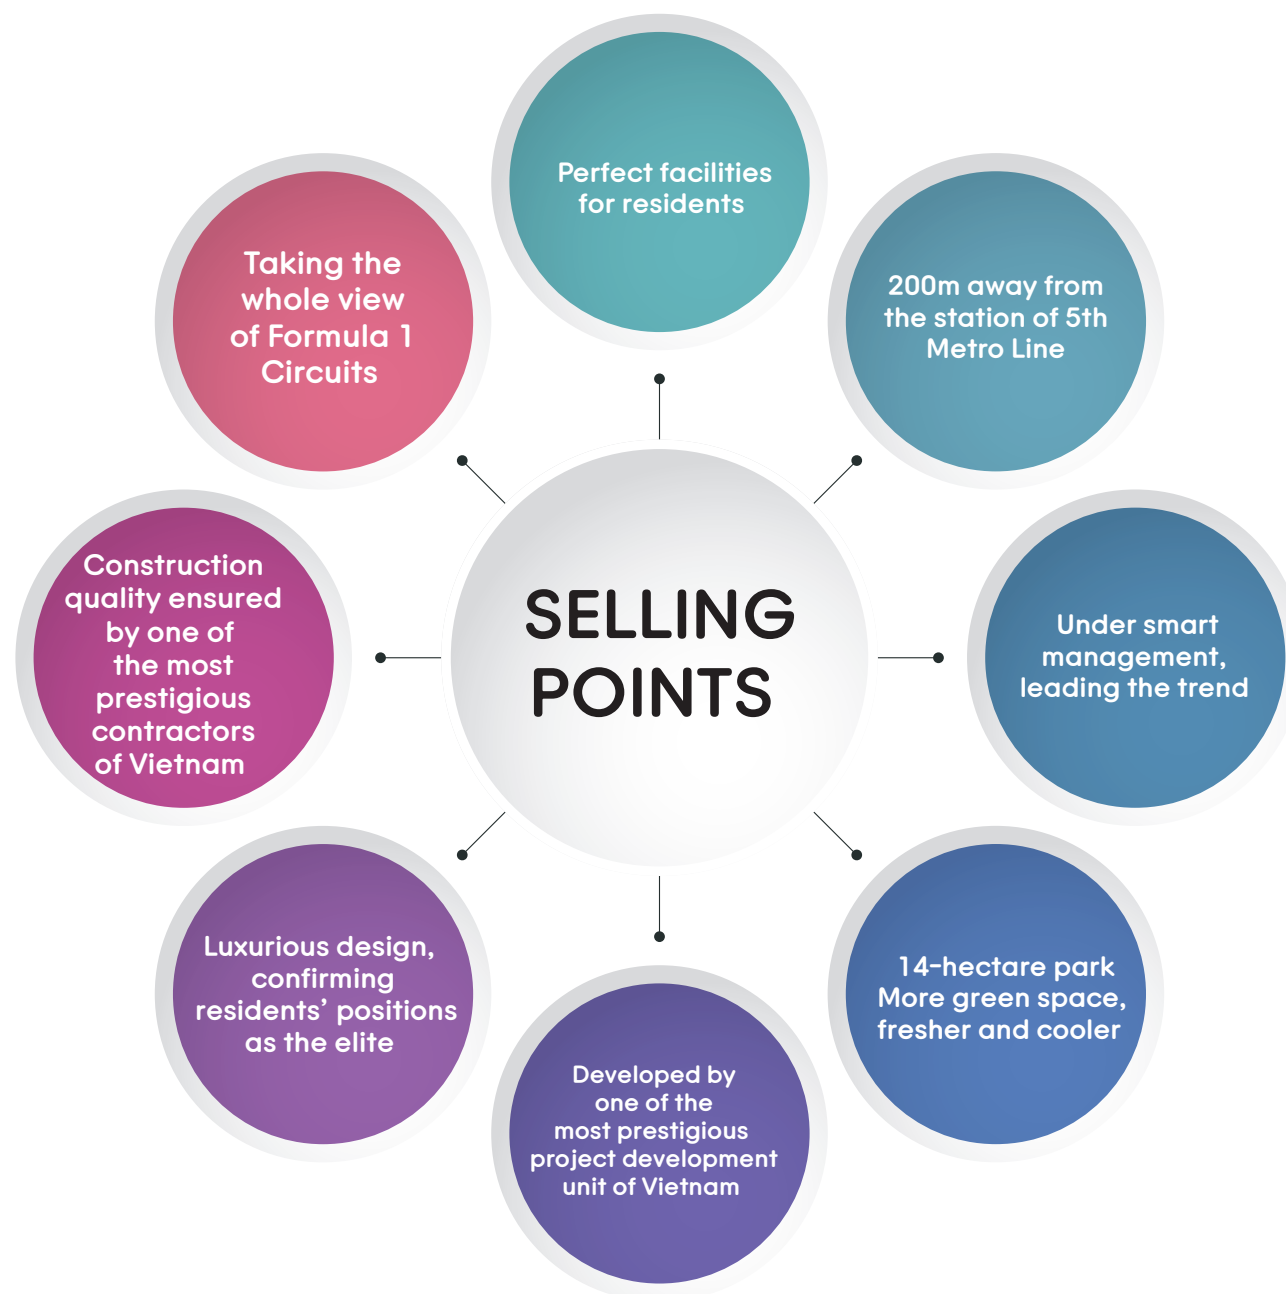 Perfect facilities
for residents
200m away from
the station of 5th
Metro Line
Under smart
management,
leading the trend
14-hectare park
More green space,
fresher and cooler
Developed by
one of the
most prestigious
project development
unit of Vietnam
Luxurious design,
confirming
residents’ positions
as the elite
Construction
quality ensured
by one of
the most
prestigious
contractors
of Vietnam
Taking the
whole view
of Formula 1
Circuits
SELLING
POINTS